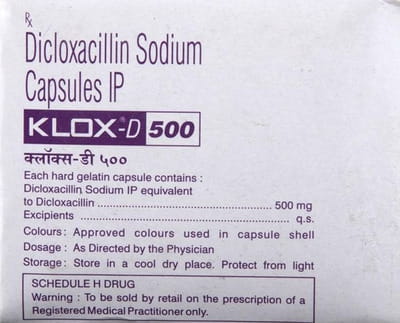 Rx
Dicloxacillin Sodium
Capsules IP
KLOX-D 500
क्लॉक्स-डी ५००
Each hard gelatin capsule contains :
Dicloxacillin Sodium IP equivalent
to Dicloxacillin ................................................ 500 mg
Excipients ........................................................ q.s.
Colours: Approved colours used in capsule shell
Dosage : As Directed by the Physician
Storage: Store in a cool dry place. Protect from light
SCHEDULE H DRUG
Warning : To be sold by retail on the prescription of a
Registered Medical Practitioner only.